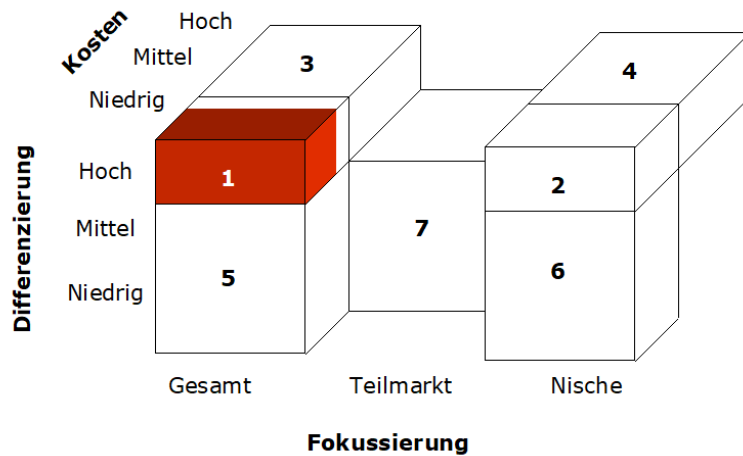 Kosten
Hoch
Mittel
Niedrig
3
4
Differenzierung
Hoch
Mittel
Niedrig
1
2
5
7
6
Gesamt
Teilmarkt
Nische
Fokussierung